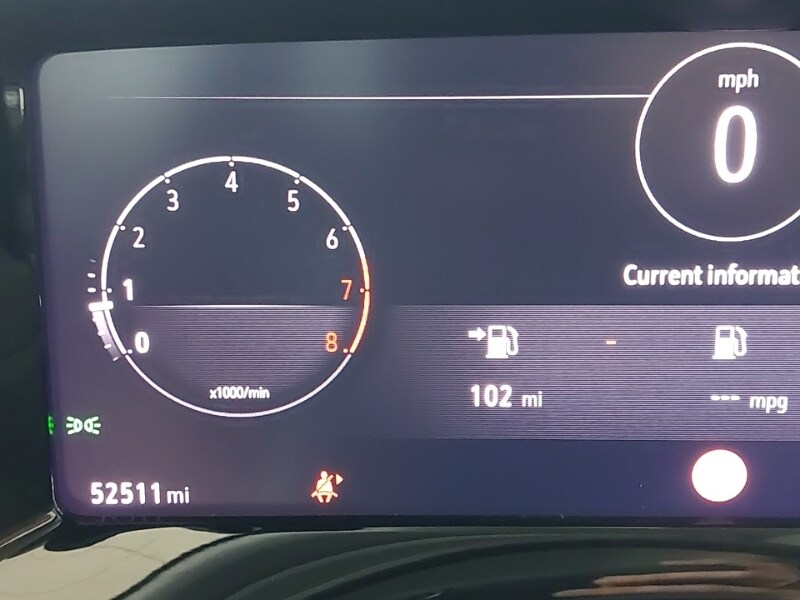 mph
0
4
3
5
2
6
1
7
0
8
x1000/min
Current informat
102 mi
- 
--- mpg
52511 mi